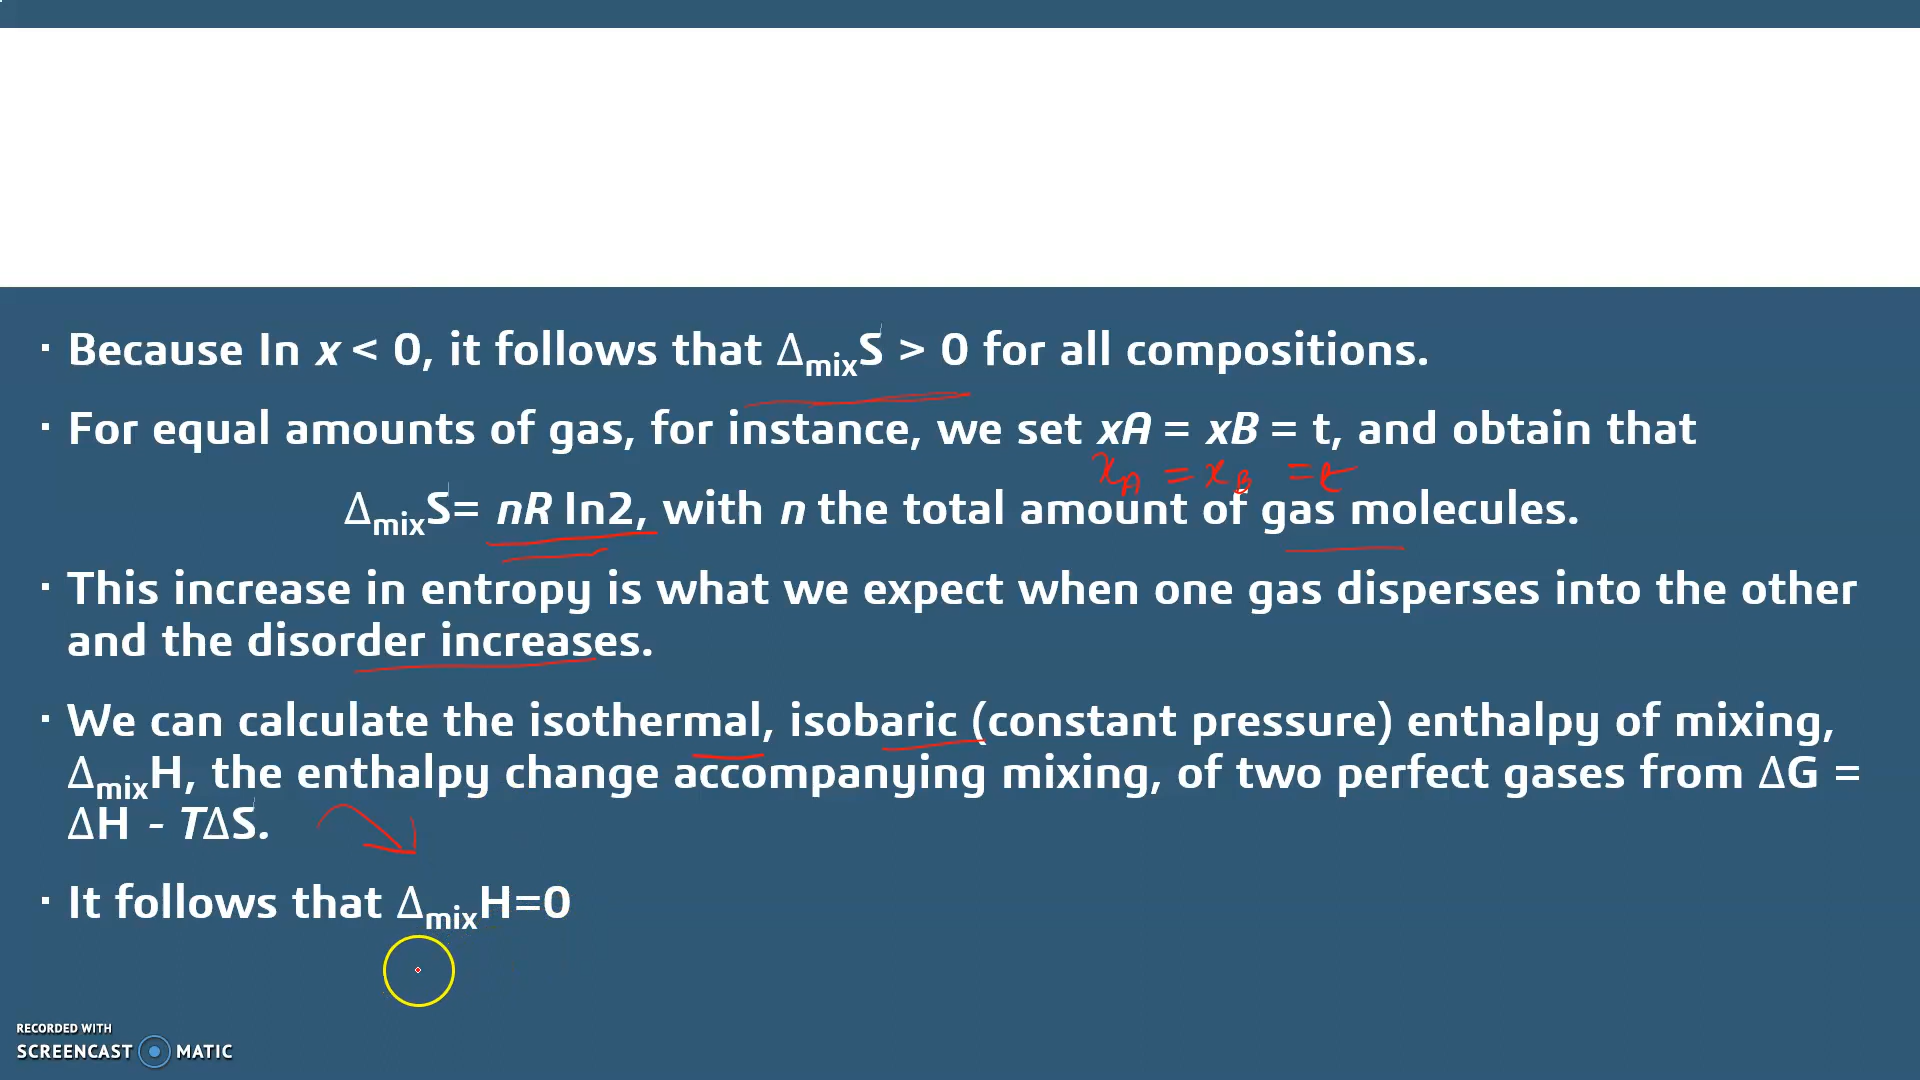 · Because In x < 0, it follows that ΔmixS > 0 for all compositions.
· For equal amounts of gas, for instance, we set xA = xB = t, and obtain that
xA = xB = t
ΔmixS= nR In2, with n the total amount of gas molecules.
· This increase in entropy is what we expect when one gas disperses into the other
and the disorder increases.
· We can calculate the isothermal, isobaric (constant pressure) enthalpy of mixing,
ΔmixH, the enthalpy change accompanying mixing, of two perfect gases from ΔG =
ΔH - TΔS.
· It follows that ΔmixH=0
RECORDED WITH
SCREENCAST MATIC